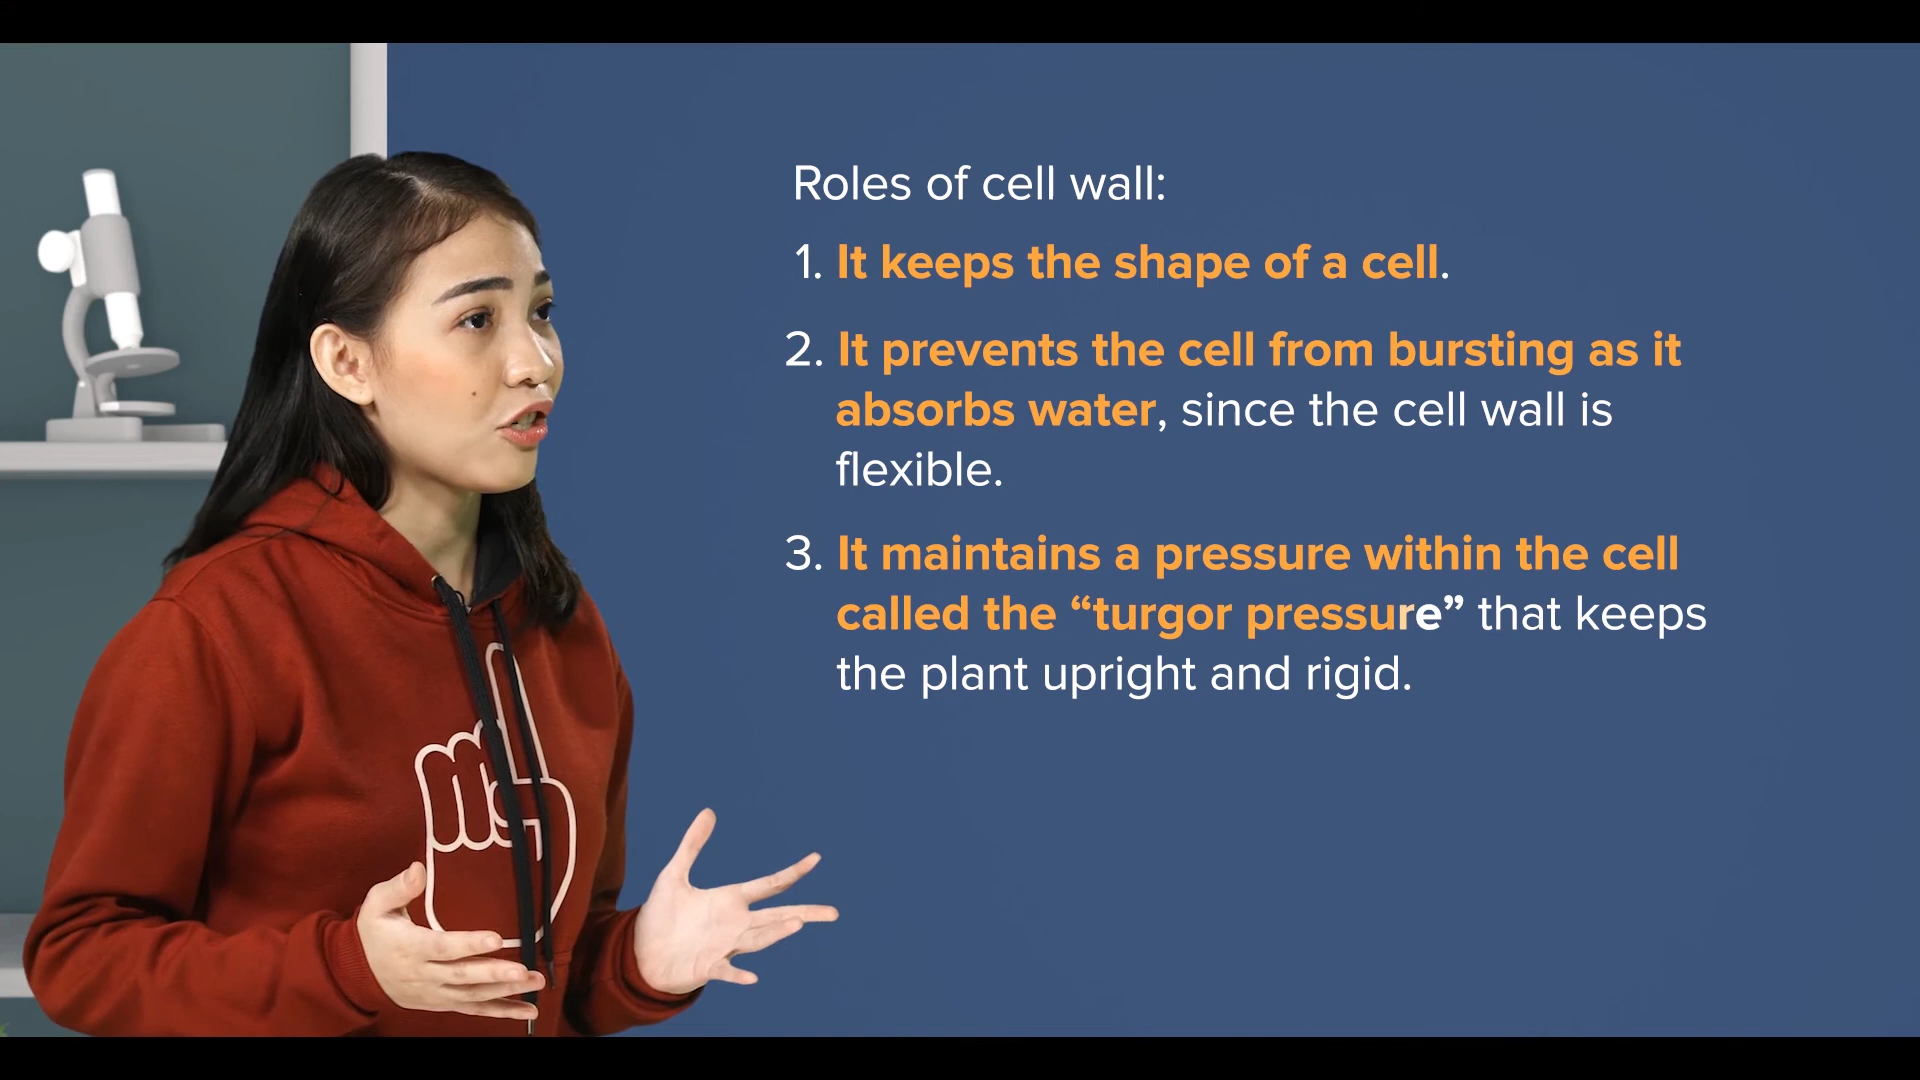 Roles of cell wall:
1. It keeps the shape of a cell.
2. It prevents the cell from bursting as it
absorbs water, since the cell wall is
flexible.
3. It maintains a pressure within the cell
called the “turgor pressure” that keeps
the plant upright and rigid.